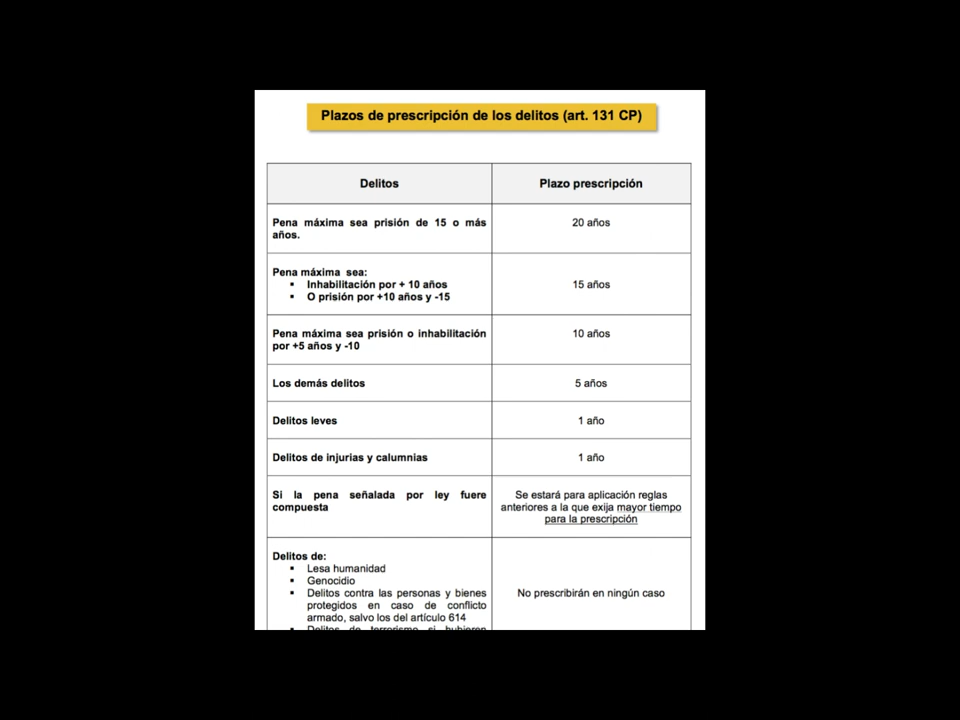 Plazos de prescripción de los delitos (art. 131 CP)
Delitos
Plazo prescripción
Pena máxima sea prisión de 15 o más
años.
20 años
Pena máxima sea:
▪ Inhabilitación por + 10 años
▪ O prisión por +10 años y -15
15 años
Pena máxima sea prisión o inhabilitación
por +5 años y -10
10 años
Los demás delitos
5 años
Delitos leves
1 año
Delitos de injurias y calumnias
1 año
Si la pena señalada por ley fuere
compuesta
Se estará para aplicación reglas
anteriores a la que exija mayor tiempo
para la prescripción
Delitos de:
▪ Lesa humanidad
▪ Genocidio
▪ Delitos contra las personas y bienes
protegidos en caso de conflicto
armado, salvo los del artículo 614
▪ Delitos de terrorismo si hubieren
No prescribirán en ningún caso